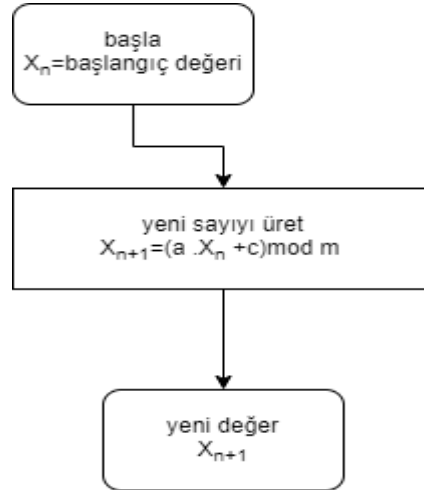 başla
Xₙ=başlangıç değeri
yeni sayıyı üret
Xₙ₊₁=(a .Xₙ +c)mod m
yeni değer
Xₙ₊₁